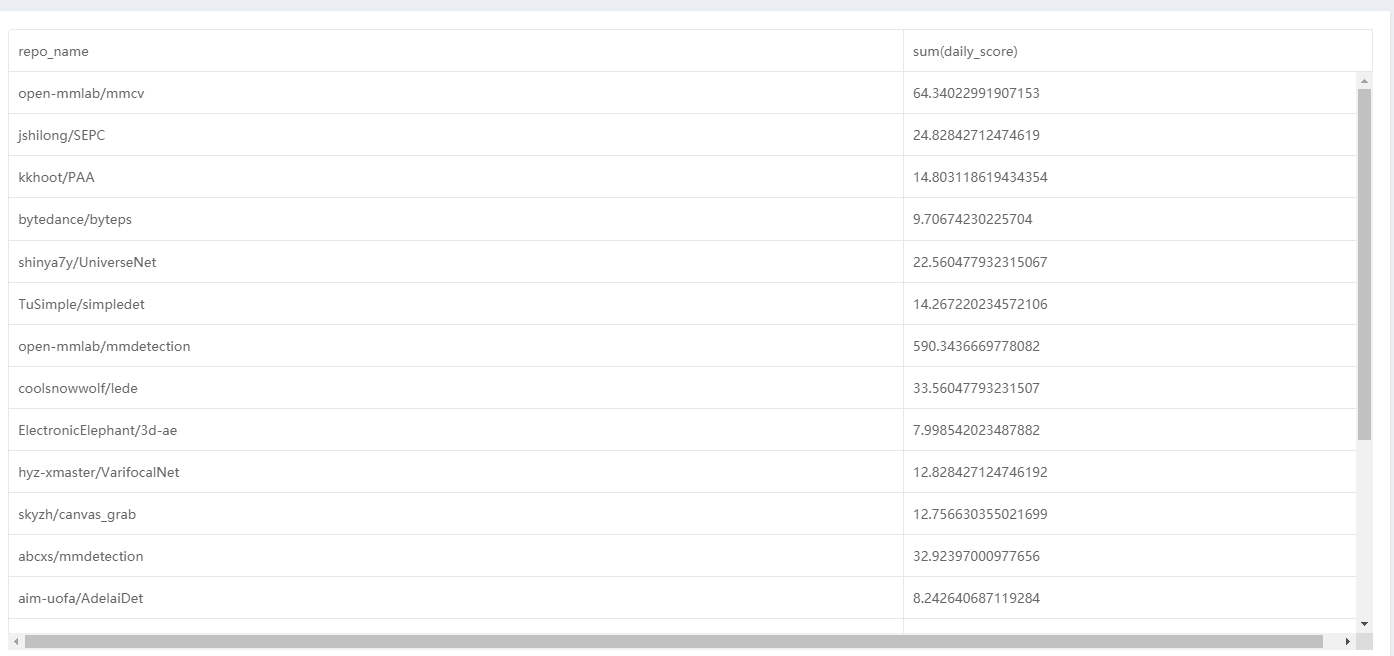 repo_name sum(daily_score)
open-mmlab/mmcv 64.34022991907153
jshilong/SEPC 24.82842712474619
kkhoot/PAA 14.803118619434354
bytedance/byteps 9.70674230225704
shinya7y/UniverseNet 22.560477932315067
TuSimple/simpledet 14.267220234572106
open-mmlab/mmdetection 590.3436669778082
coolsnowwolf/lede 33.56047793231507
ElectronicElephant/3d-ae 7.998542023487882
hyz-xmaster/VarifocalNet 12.828427124746192
skyzh/canvas_grab 12.756630355021699
abcxs/mmdetection 32.92397000977656
aim-uofa/AdelaiDet 8.242640687119284